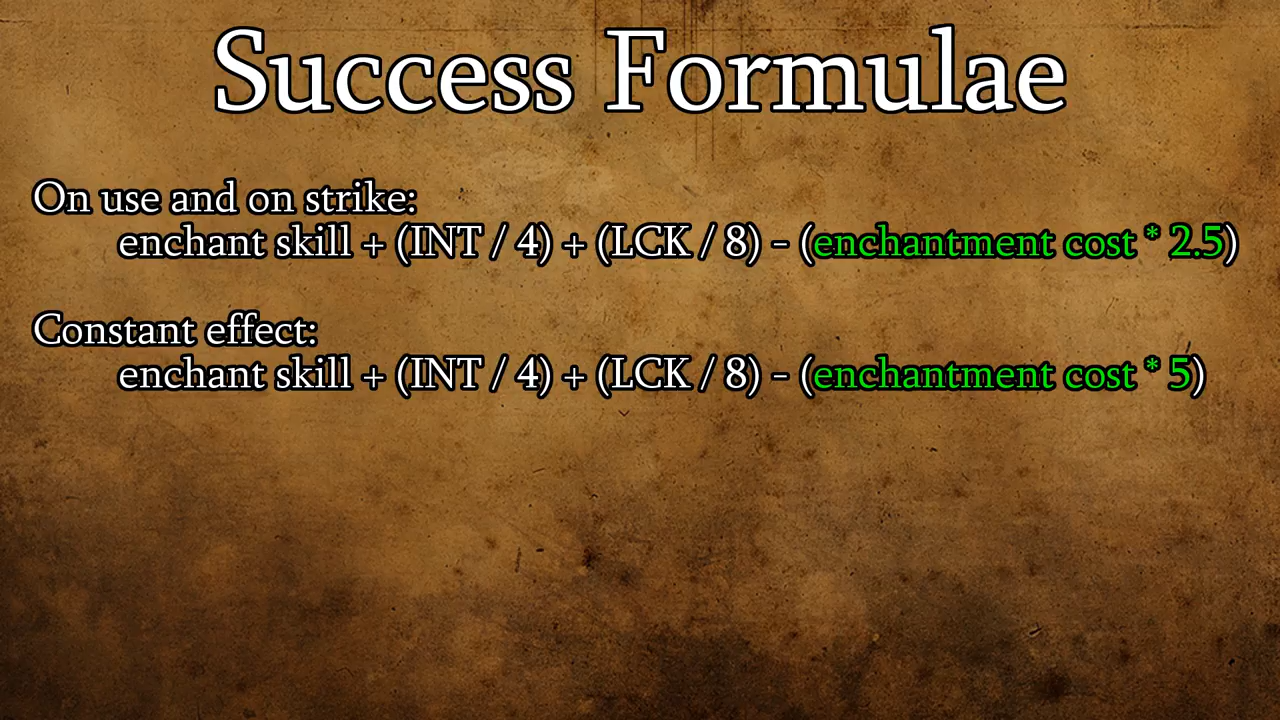 Success Formulae
On use and on strike:
enchant skill + (INT / 4) + (LCK / 8) - (enchantment cost * 2.5)
Constant effect:
enchant skill + (INT / 4) + (LCK / 8) - (enchantment cost * 5)